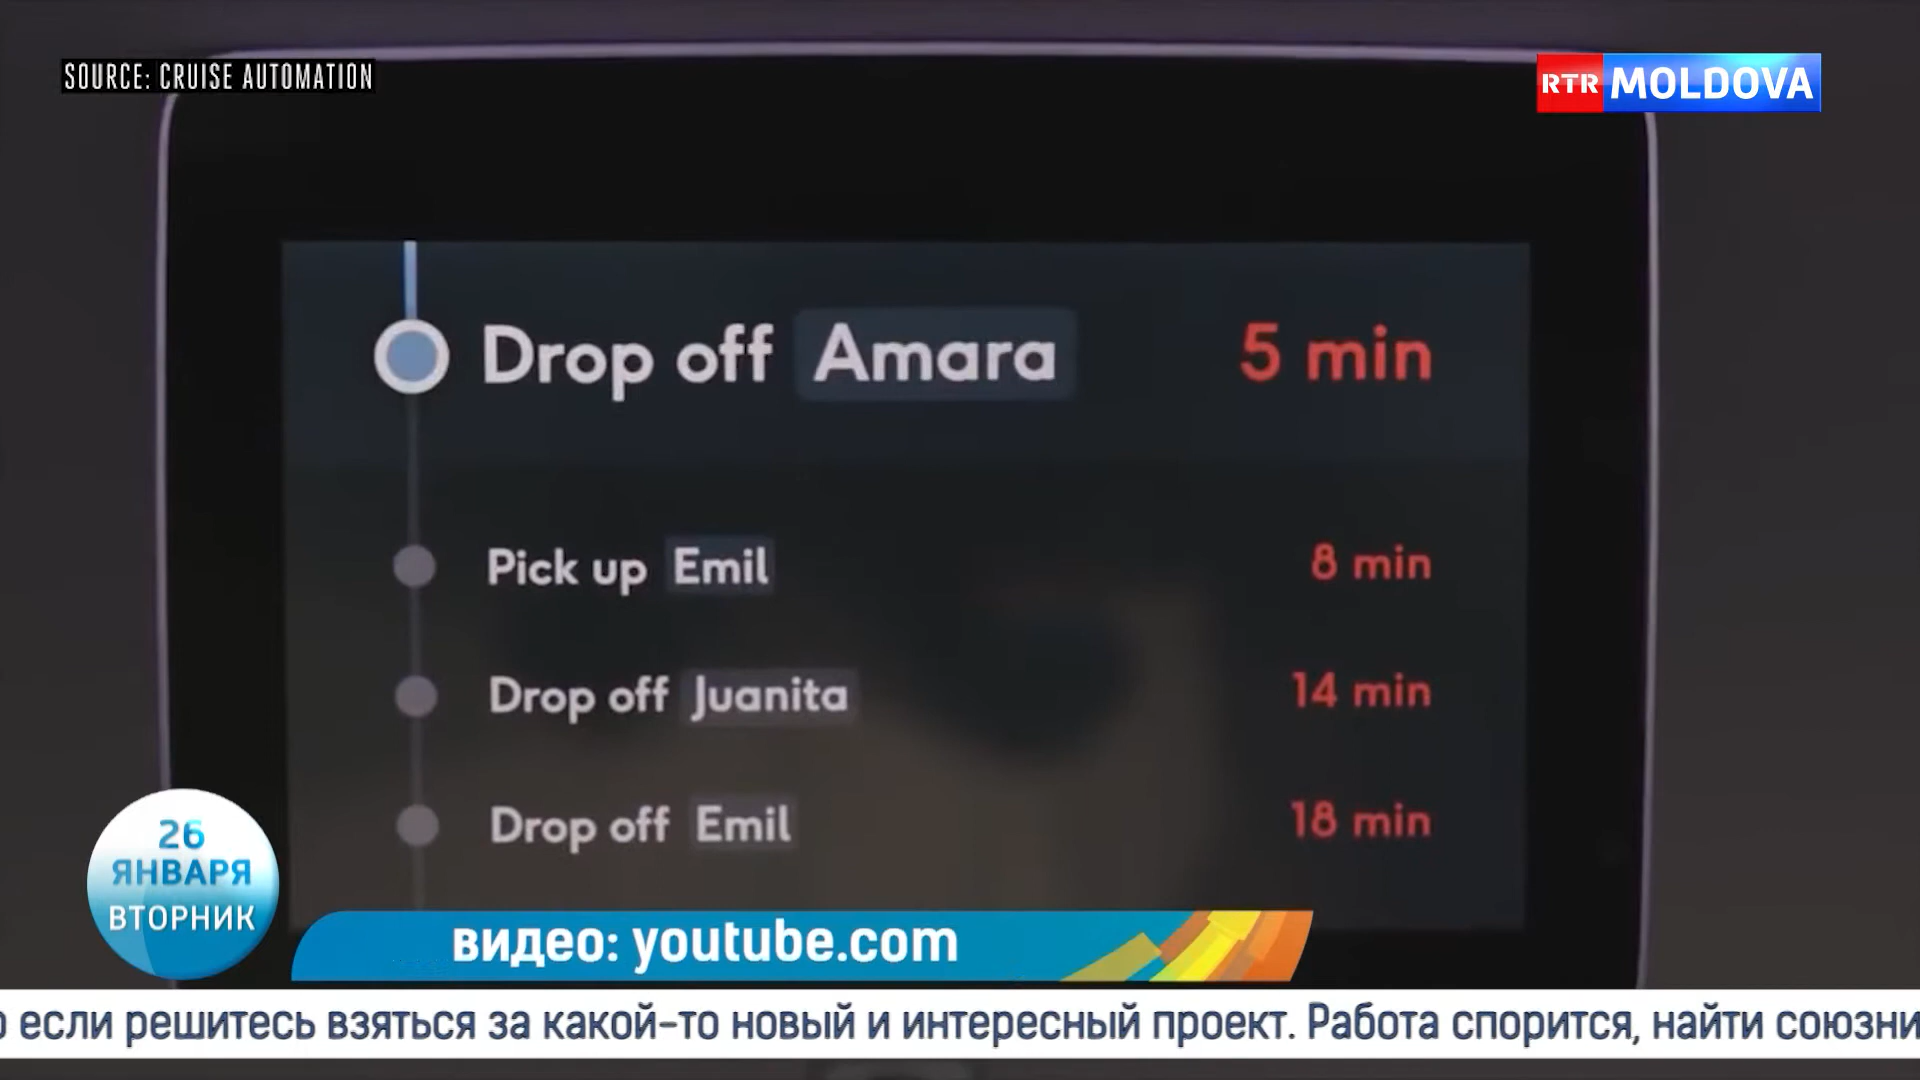 SOURCE: CRUISE AUTOMATION
RTR MOLDOVA
Drop off Amara 5 min
Pick up Emil 8 min
Drop off Juanita 14 min
Drop off Emil 18 min
26
ЯНВАРЯ
ВТОРНИК
видео: youtube.com
если решитесь взяться за какой-то новый и интересный проект. Работа спорится, найти